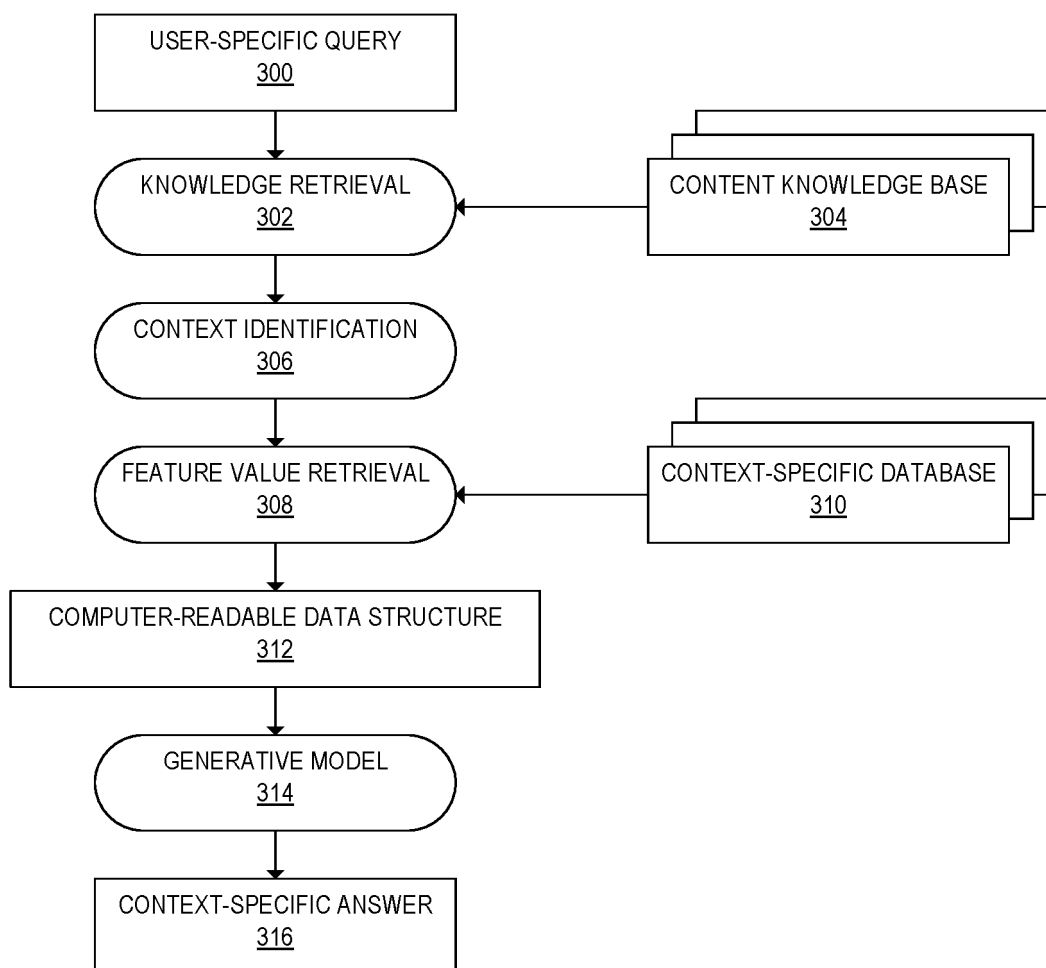 USER-SPECIFIC QUERY
300
KNOWLEDGE RETRIEVAL
302
CONTENT KNOWLEDGE BASE
304
CONTEXT IDENTIFICATION
306
FEATURE VALUE RETRIEVAL
308
CONTEXT-SPECIFIC DATABASE
310
COMPUTER-READABLE DATA STRUCTURE
312
GENERATIVE MODEL
314
CONTEXT-SPECIFIC ANSWER
316